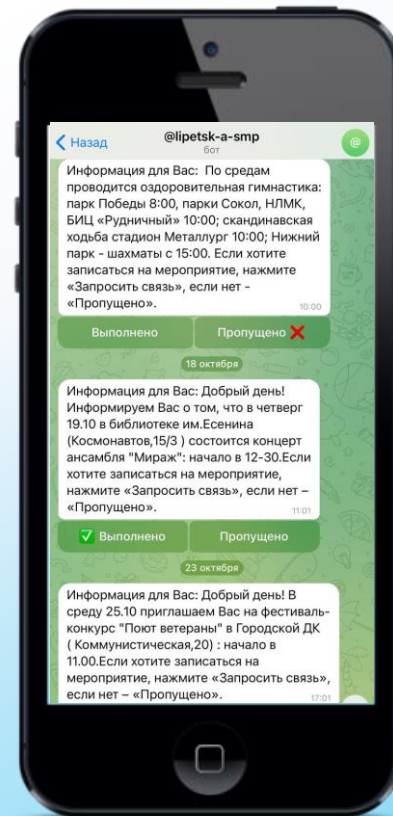 Назад
@lipetsk-a-smp
бот
@
Информация для Вас:  По средам
проводится оздоровительная гимнастика:
парк Победы 8:00, парки Сокол, НЛМК,
БИЦ «Рудничный» 10:00; скандинавская
ходьба стадион Металлург 10:00; Нижний
парк - шахматы с 15:00. Если хотите
записаться на мероприятие, нажмите
«Запросить связь», если нет -
«Пропущено».
10:00
Выполнено Пропущено ❌
18 октября
Информация для Вас: Добрый день!
Информируем Вас о том, что в четверг
19.10 в библиотеке им.Есенина
(Космонавтов,15/3 ) состоится концерт
ансамбля "Мираж": начало в 12-30.Если
хотите записаться на мероприятие,
нажмите «Запросить связь», если нет –
«Пропущено».
11:01
✅ Выполнено Пропущено
23 октября
Информация для Вас: Добрый день! В
среду 25.10 приглашаем Вас на фестиваль-
конкурс "Поют ветераны" в Городской ДК
( Коммунистическая,20) : начало в
11.00.Если хотите записаться на
мероприятие, нажмите «Запросить связь»,
если нет – «Пропущено».
17:01